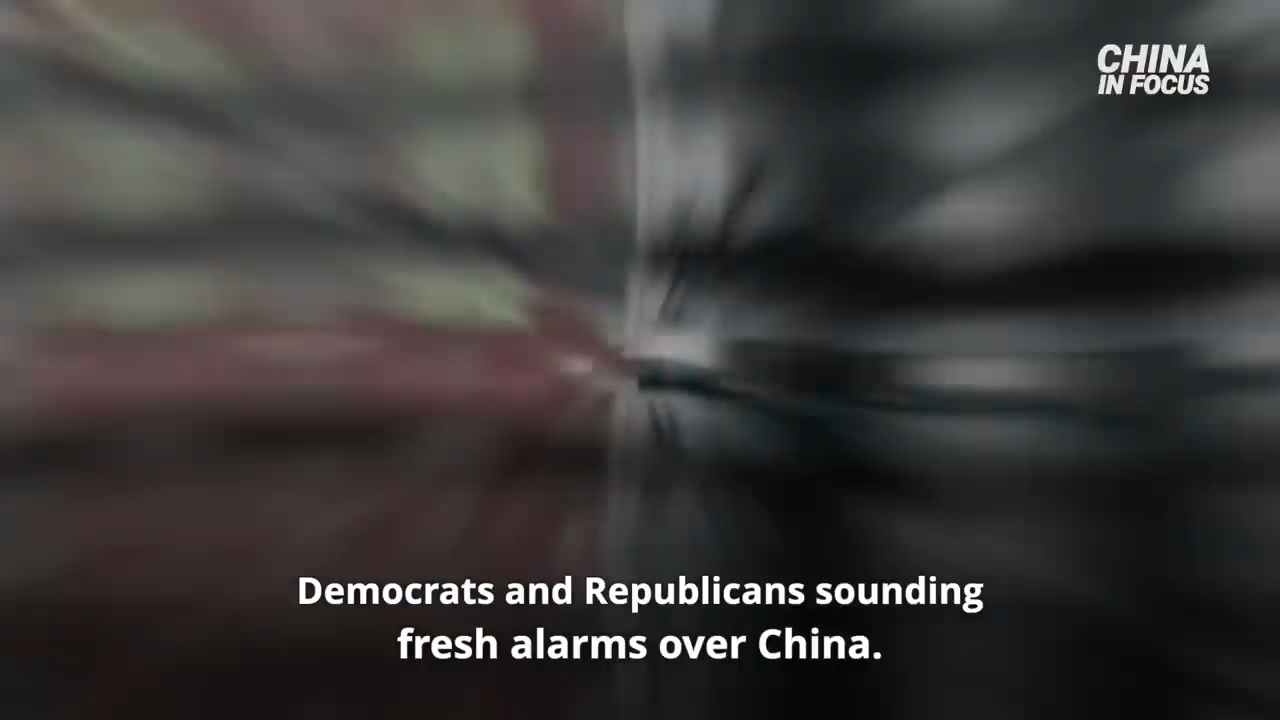 CHINA
IN FOCUS
Democrats and Republicans sounding
fresh alarms over China.